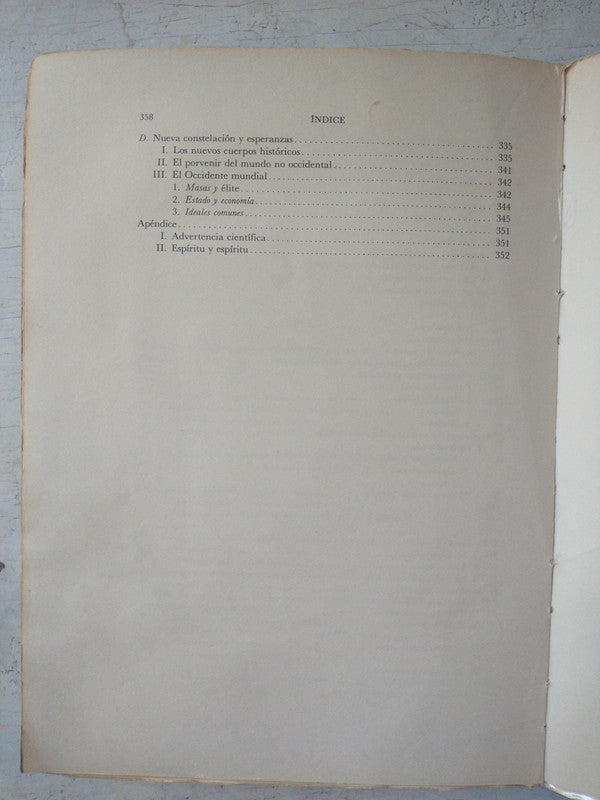 358
ÍNDICE
D. Nueva constelación y esperanzas 335
I. Los nuevos cuerpos históricos 335
II. El porvenir del mundo no occidental 341
III. El Occidente mundial 342
1. Masas y élite 342
2. Estado y economía 344
3. Ideales comunes 345
Apéndice 351
I. Advertencia científica 351
II. Espíritu y espíritu 352